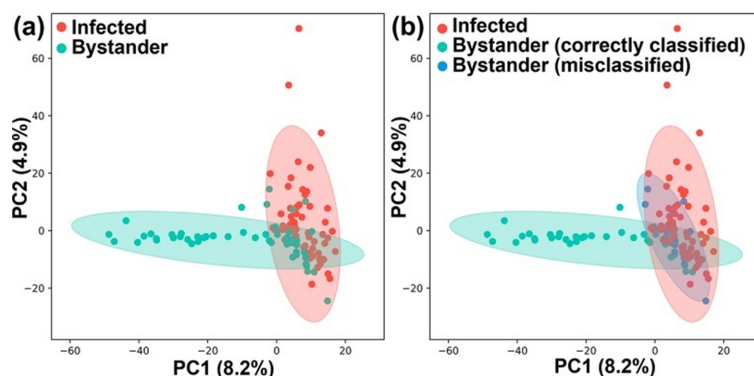 (a)
Infected
Bystander
60
40
20
0
−20
PC2 (4.9%)
−60
−40
−20
0
20
PC1 (8.2%)
(b)
Infected
Bystander (correctly classified)
Bystander (misclassified)
60
40
20
0
−20
PC2 (4.9%)
−60
−40
−20
0
20
PC1 (8.2%)